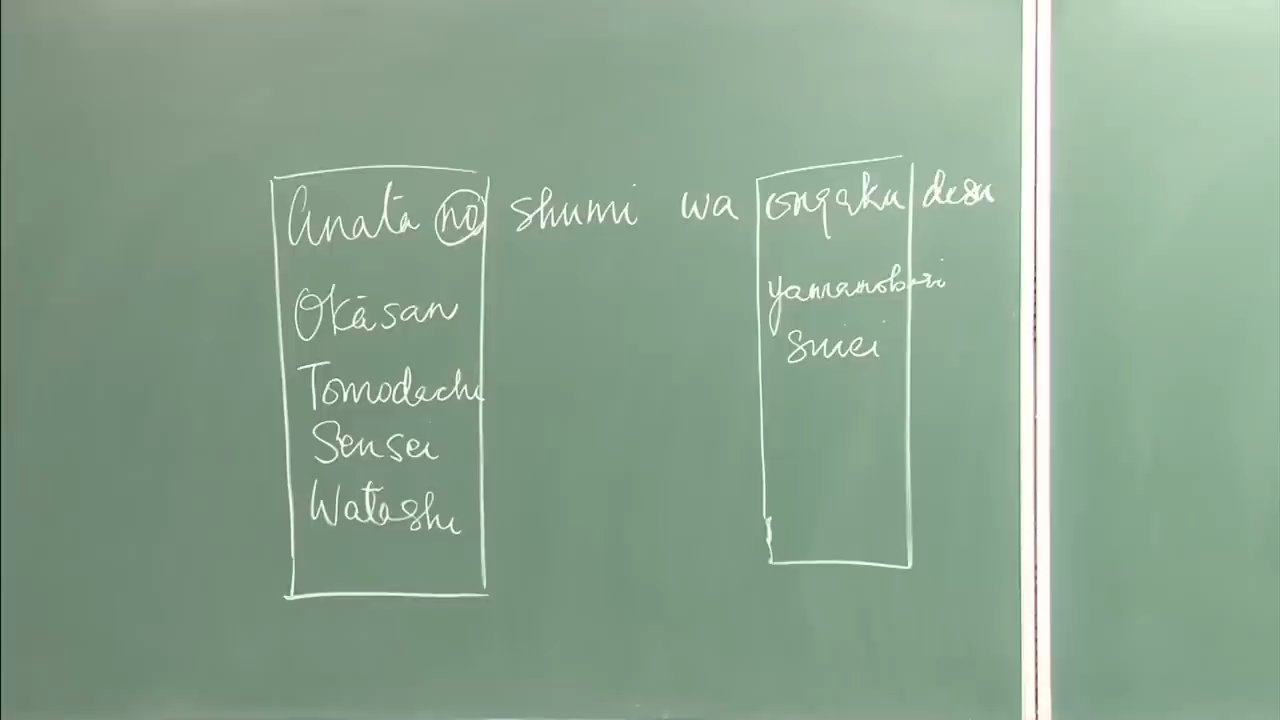 Anata no shumi wa ongaku desu
Okāsan yamanobori
Tomodachi suiei
Sensei
Watashi